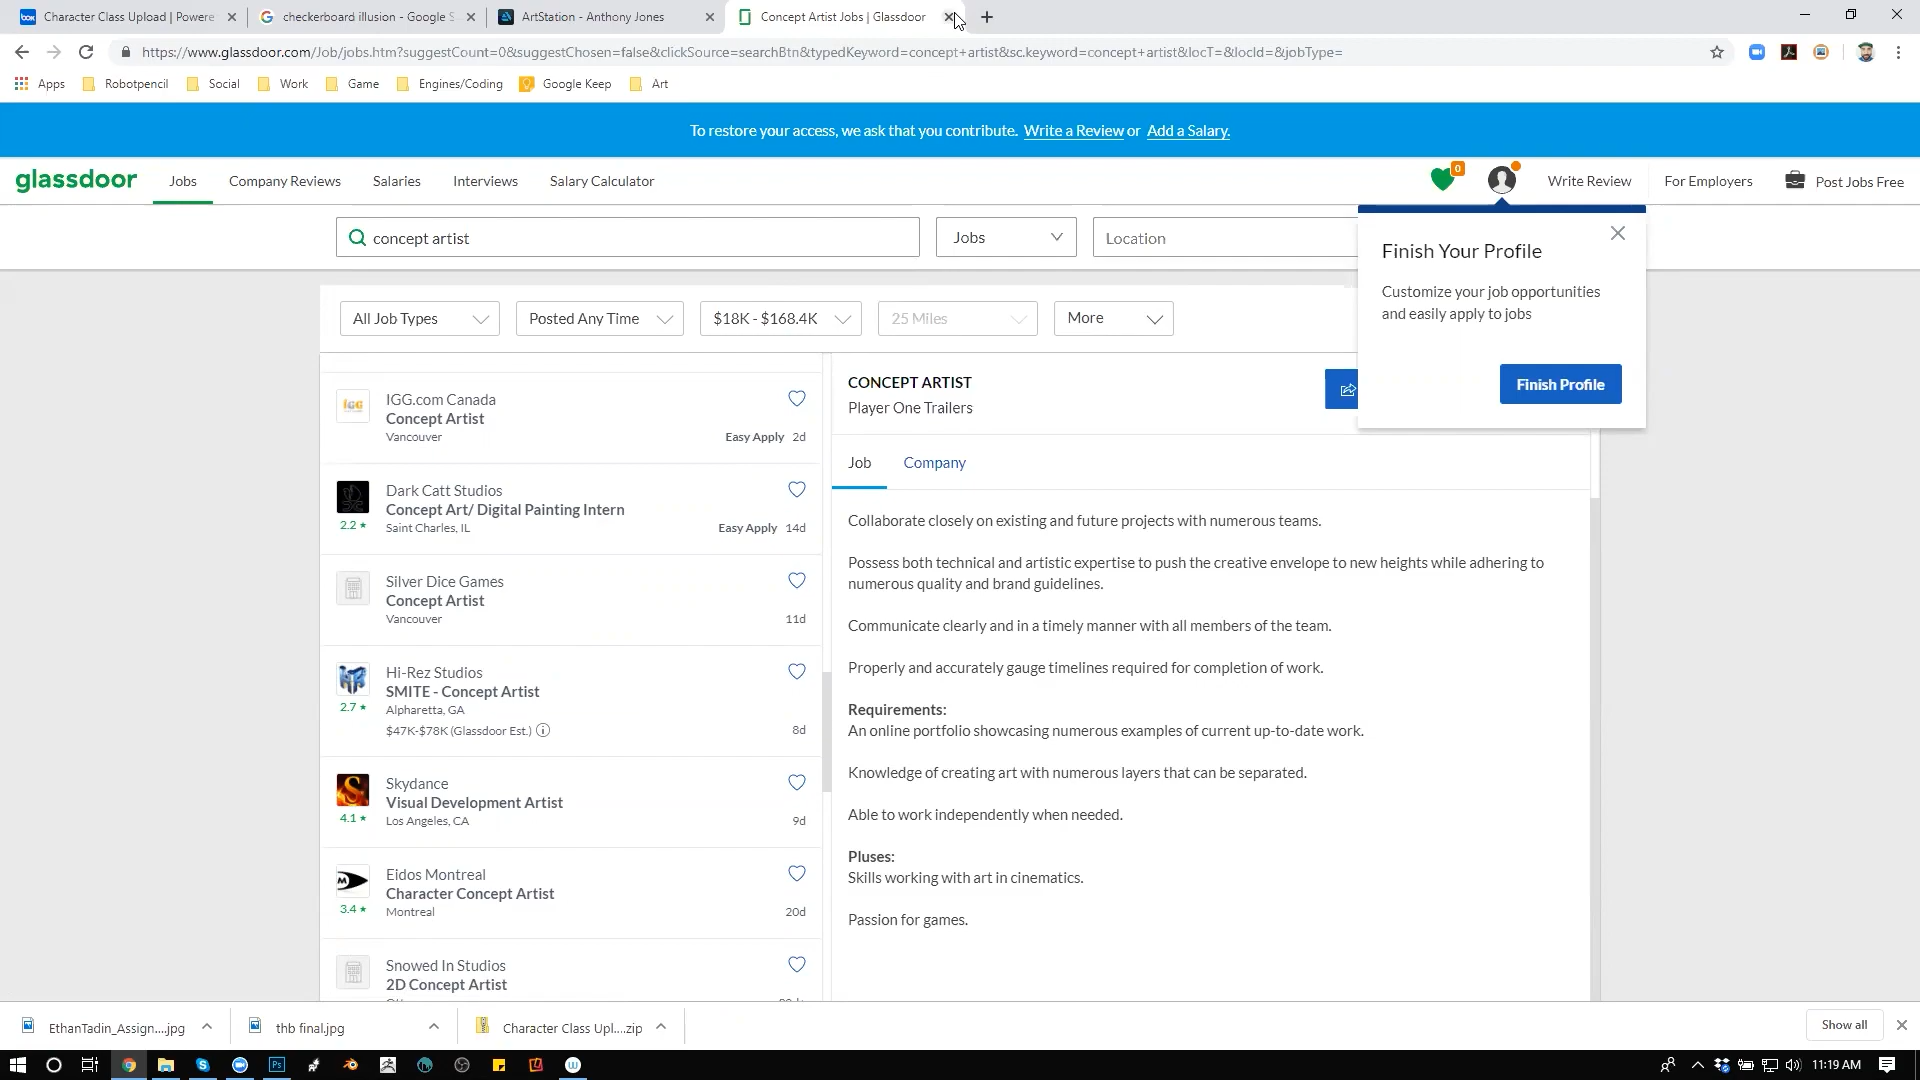 Character Class Upload | Powere
checkerboard illusion - Google S
ArtStation - Anthony Jones
Concept Artist Jobs | Glassdoor
https://www.glassdoor.com/Job/jobs.htm?suggestCount=0&suggestChosen=false&clickSource=searchBtn&typedKeyword=concept+artist&sc.keyword=concept+artist&locT=&locId=&jobType=
Apps
Robotpencil
Social
Work
Game
Engines/Coding
Google Keep
Art
To restore your access, we ask that you contribute. Write a Review or Add a Salary.
glassdoor
Jobs
Company Reviews
Salaries
Interviews
Salary Calculator
0
Write Review
For Employers
Post Jobs Free
concept artist
Jobs
Location
Finish Your Profile
Customize your job opportunities
and easily apply to jobs
Finish Profile
All Job Types
Posted Any Time
$18K - $168.4K
25 Miles
More
IGG
IGG.com Canada
Concept Artist
Vancouver
Easy Apply 2d
Dark Catt Studios
Concept Art/ Digital Painting Intern
2.2 ★
Saint Charles, IL
Easy Apply 14d
Silver Dice Games
Concept Artist
Vancouver
11d
Hi-Rez Studios
SMITE - Concept Artist
2.7 ★
Alpharetta, GA
$47K-$78K (Glassdoor Est.)
8d
Skydance
Visual Development Artist
4.1 ★
Los Angeles, CA
9d
Eidos Montreal
Character Concept Artist
3.4 ★
Montreal
20d
Snowed In Studios
2D Concept Artist
CONCEPT ARTIST
Player One Trailers
Job
Company
Collaborate closely on existing and future projects with numerous teams.
Possess both technical and artistic expertise to push the creative envelope to new heights while adhering to
numerous quality and brand guidelines.
Communicate clearly and in a timely manner with all members of the team.
Properly and accurately gauge timelines required for completion of work.
Requirements:
An online portfolio showcasing numerous examples of current up-to-date work.
Knowledge of creating art with numerous layers that can be separated.
Able to work independently when needed.
Pluses:
Skills working with art in cinematics.
Passion for games.
EthanTadin_Assign....jpg
thb final.jpg
Character Class Upl....zip
Show all
11:19 AM